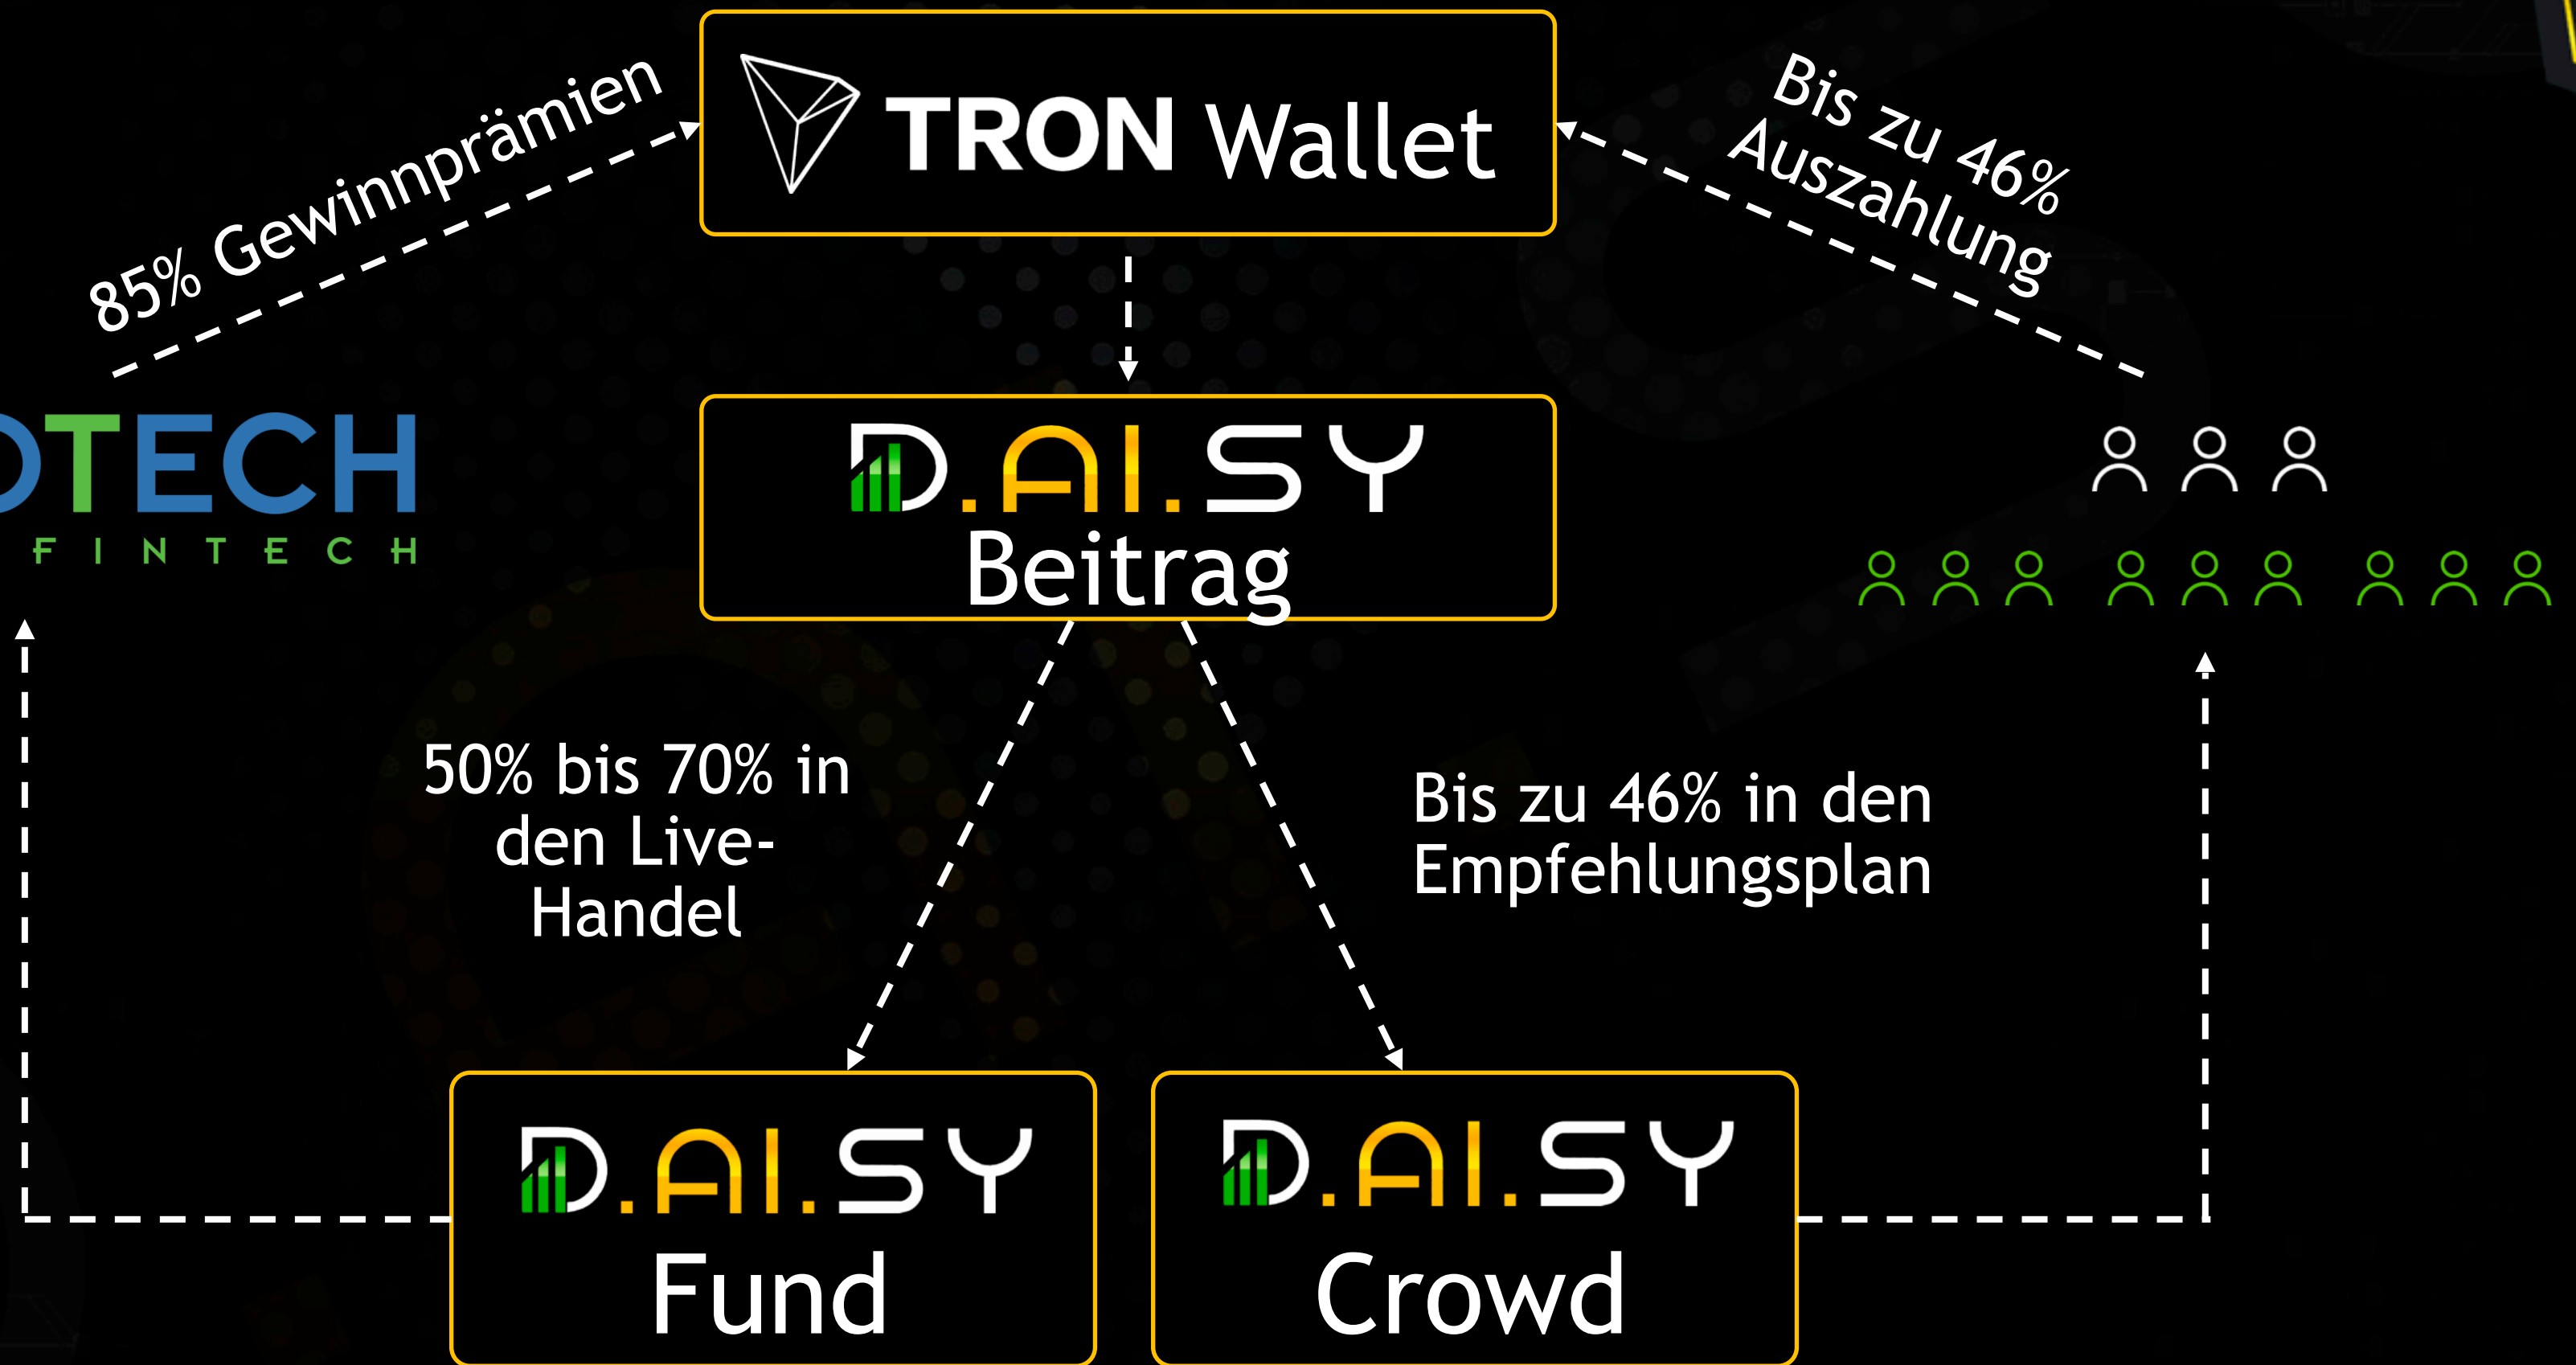 TRON Wallet
85% Gewinnprämien
Bis zu 46%
Auszahlung
D.AI.SY
Beitrag
TECH
FINTECH
50% bis 70% in
den Live-
Handel
Bis zu 46% in den
Empfehlungsplan
D.AI.SY
Fund
D.AI.SY
Crowd